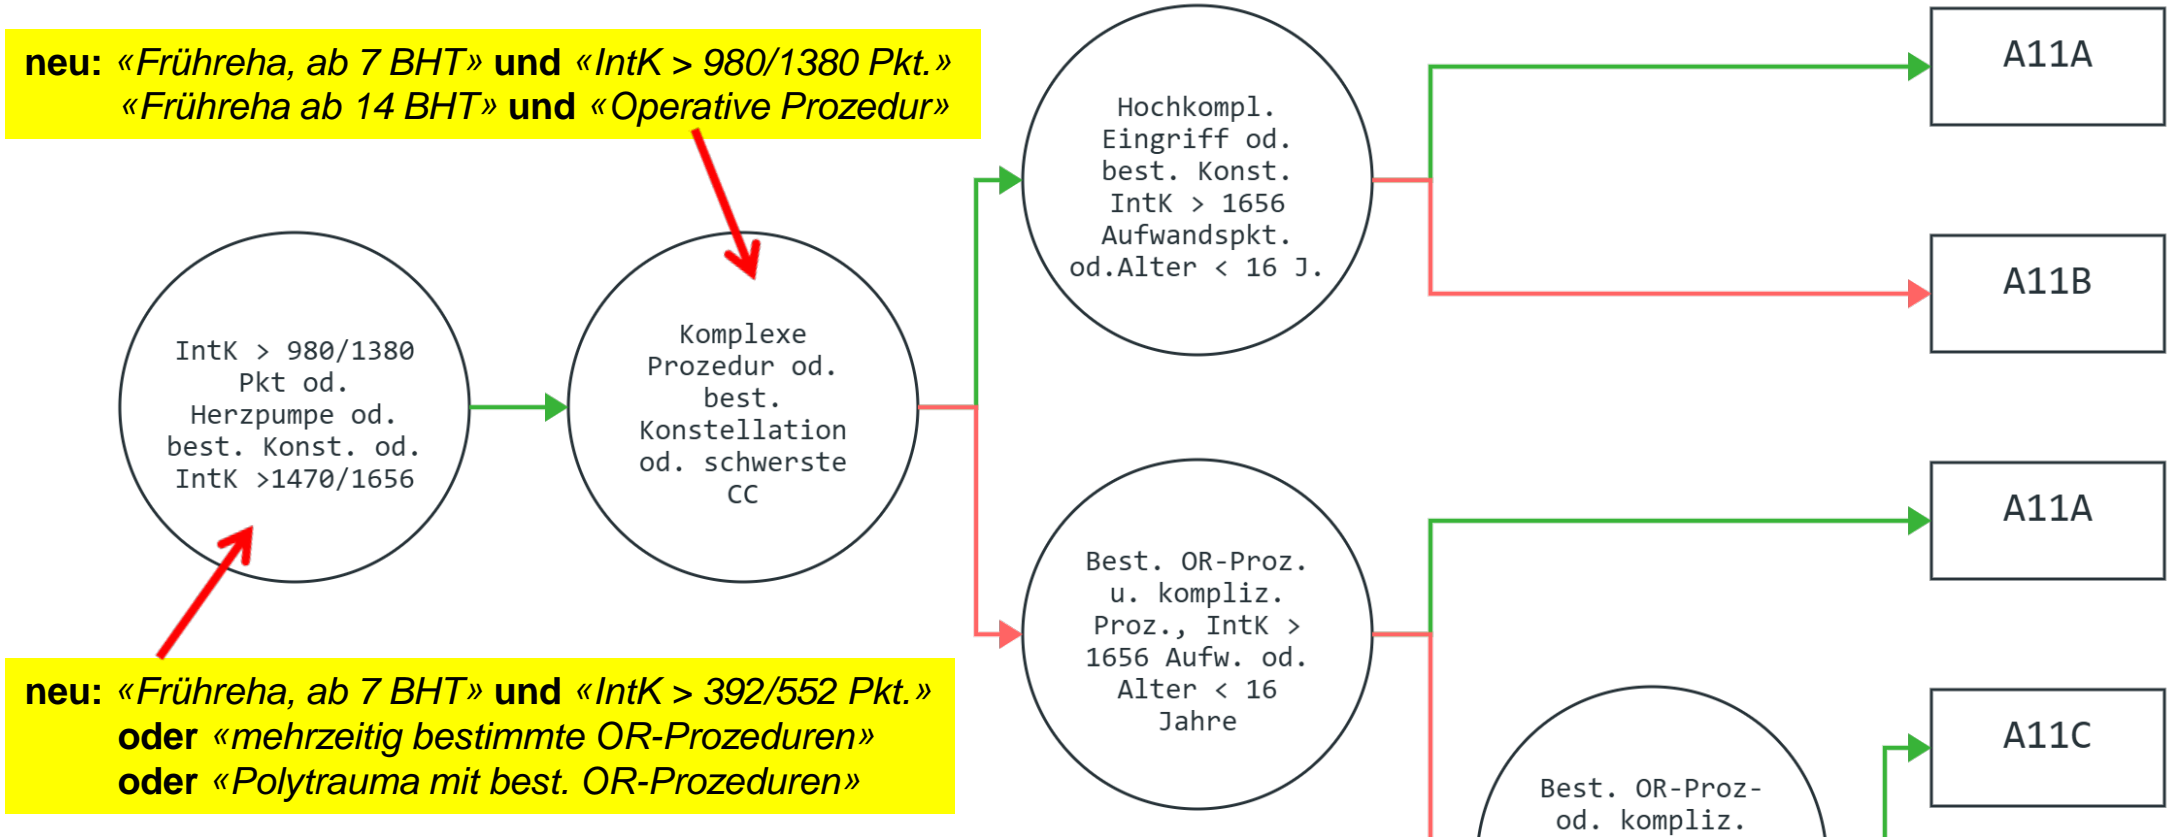 neu: «Frühreha, ab 7 BHT» und «IntK > 980/1380 Pkt.»
«Frühreha ab 14 BHT» und «Operative Prozedur»
IntK > 980/1380
Pkt od.
Herzpumpe od.
best. Konst. od.
IntK >1470/1656
neu: «Frühreha, ab 7 BHT» und «IntK > 392/552 Pkt.»
oder «mehrzeitig bestimmte OR-Prozeduren»
oder «Polytrauma mit best. OR-Prozeduren»
Komplexe
Prozedur od.
best.
Konstellation
od. schwerste
CC
Hochkompl.
Eingriff od.
best. Konst.
IntK > 1656
Aufwandspkt.
od.Alter < 16 J.
A11A
A11B
Best. OR-Proz.
u. kompliz.
Proz., IntK >
1656 Aufw. od.
Alter < 16
Jahre
A11A
Best. OR-Proz-
od. kompliz.
A11C